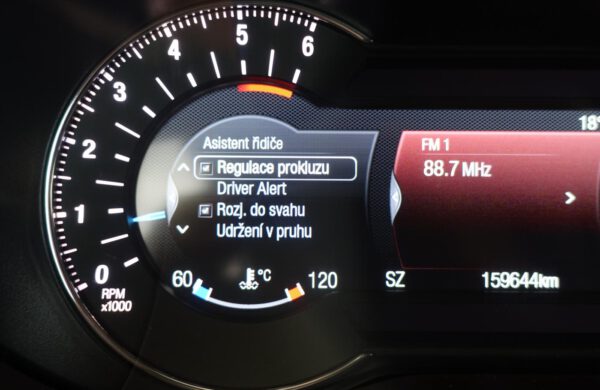 6
5
4
3
2
1
0
RPM
x1000
Asistent řidiče
Regulace prokluzu
Driver Alert
Rozj. do svahu
Udržení v pruhu
60 °C 120
18°
FM 1
88.7 MHz
SZ 159644km